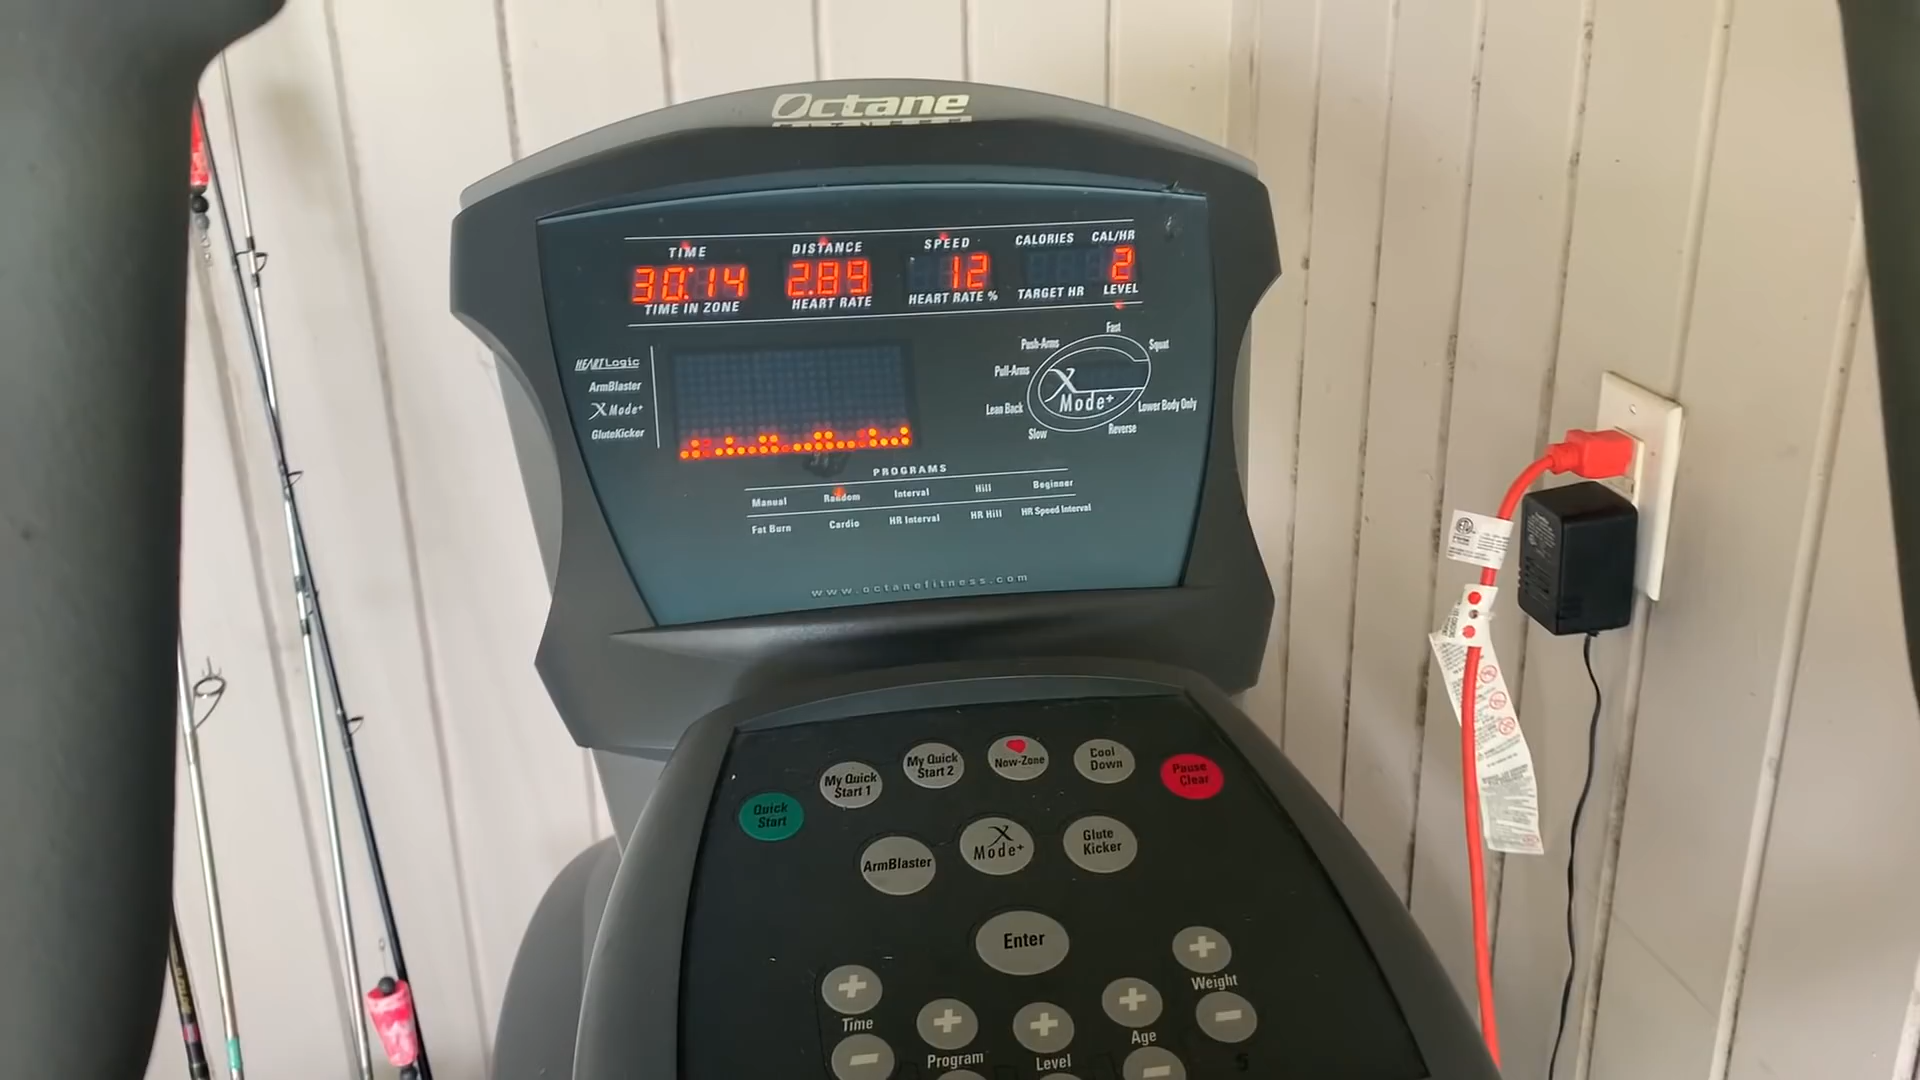 Octane
FITNESS
TIME DISTANCE SPEED CALORIES CAL/HR
30:14 2.89 12 2
TIME IN ZONE HEART RATE HEART RATE % TARGET HR LEVEL
HEARTLogic
ArmBlaster
X Mode+
GluteKicker
Fast
Push-Arms
Squat
Pull-Arms
X Mode+
Lean Back
Lower Body Only
Slow
Reverse
PROGRAMS
Manual Random Interval Hill Beginner
Fat Burn Cardio HR Interval HR Hill HR Speed Interval
www.octanefitness.com
Quick Start
My Quick Start 1
My Quick Start 2
Now-Zone
Cool Down
Pause Clear
ArmBlaster
X Mode+
Glute Kicker
Enter
+ + + + +
Time Program Level Age Weight
- - -